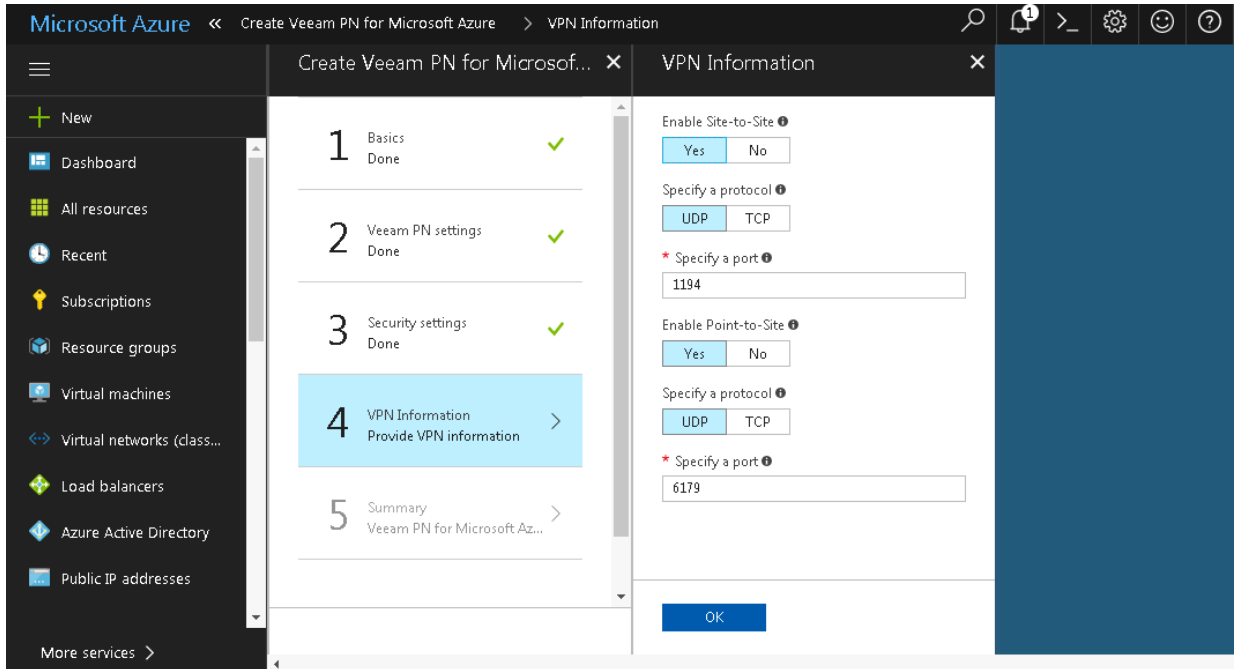 Microsoft Azure « Create Veeam PN for Microsoft Azure > VPN Information
1
>_
?
Create Veeam PN for Microsof... ×
VPN Information ×
New
Dashboard
All resources
Recent
Subscriptions
Resource groups
Virtual machines
Virtual networks (class...
Load balancers
Azure Active Directory
Public IP addresses
More services >
1
Basics
Done
2
Veeam PN settings
Done
3
Security settings
Done
4
VPN Information
Provide VPN information
5
Summary
Veeam PN for Microsoft Az...
Enable Site-to-Site
Yes No
Specify a protocol
UDP TCP
* Specify a port
1194
Enable Point-to-Site
Yes No
Specify a protocol
UDP TCP
* Specify a port
6179
OK